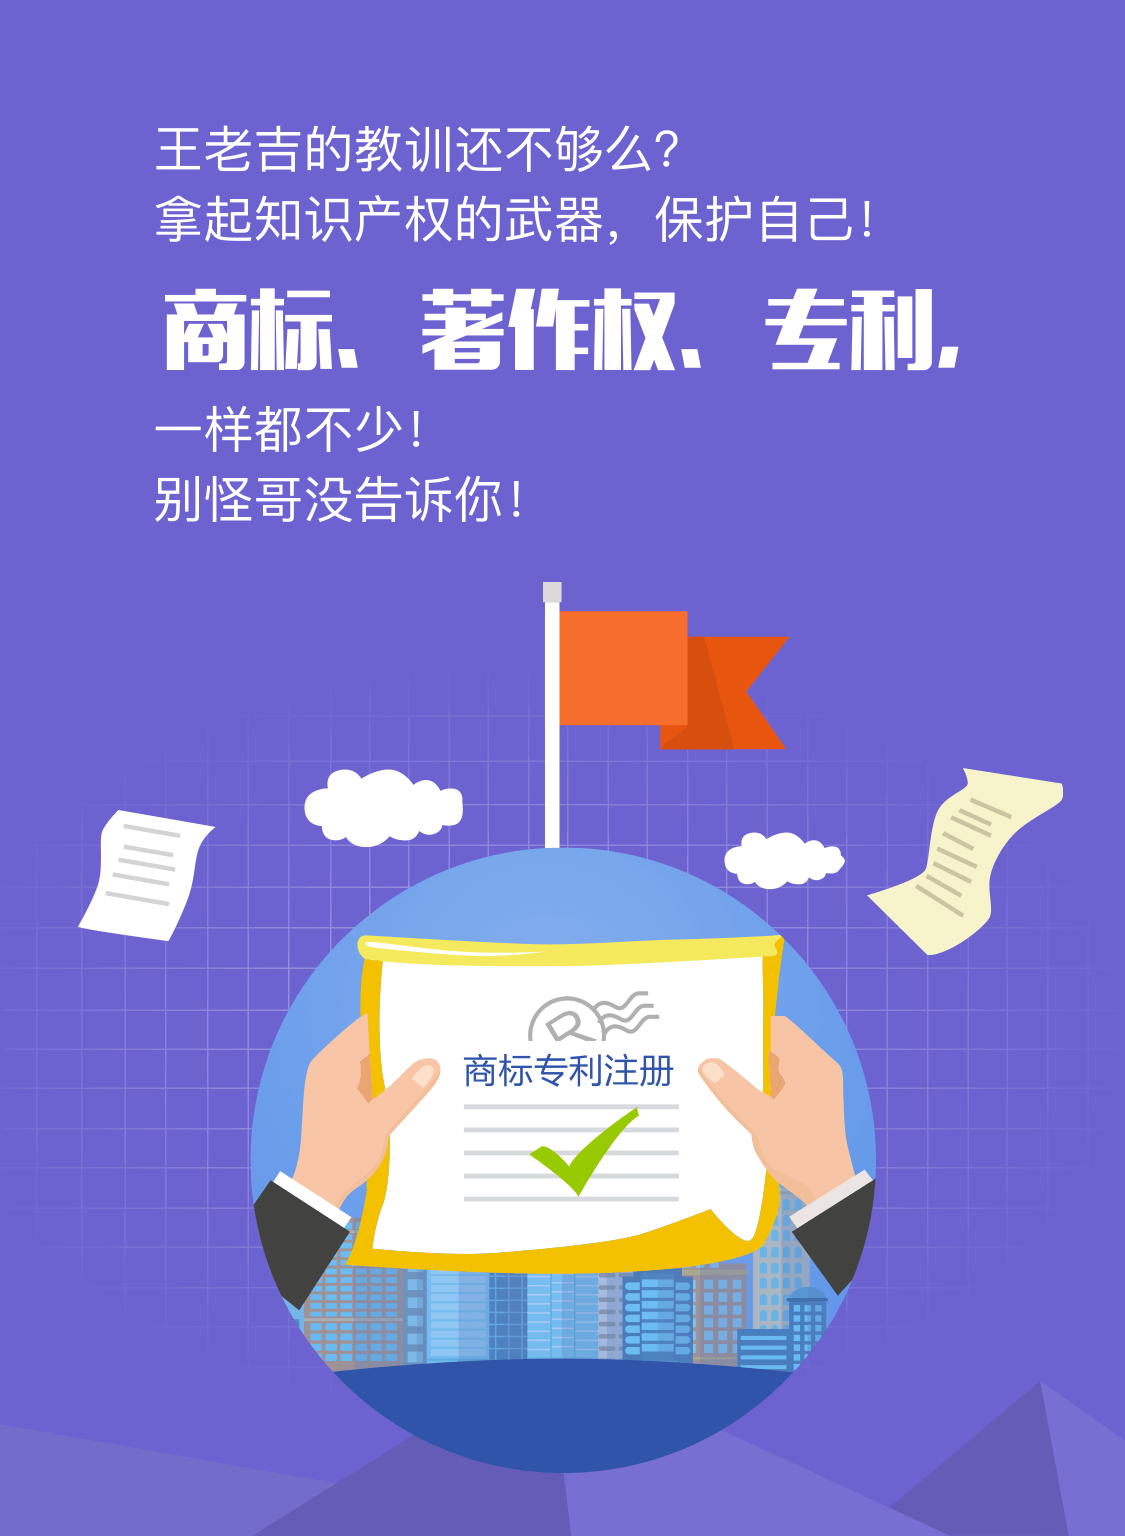 王老吉的教训还不够么?
拿起知识产权的武器，保护自己!
商标、著作权、专利,
一样都不少!
别怪哥没告诉你!
商标专利注册